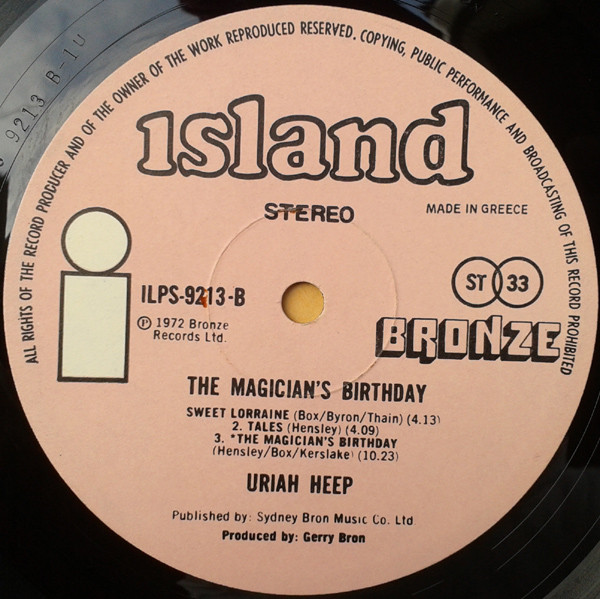 ALL RIGHTS OF THE RECORD PRODUCER AND OF THE OWNER OF THE WORK REPRODUCED RESERVED. COPYING, PUBLIC PERFORMANCE AND BROADCASTING OF THIS RECORD PROHIBITED
9213 B-1U
island
STEREO
MADE IN GREECE
i
ILPS-9213-B
ST 33
℗ 1972 Bronze
Records Ltd.
BRONZE
THE MAGICIAN'S BIRTHDAY
SWEET LORRAINE (Box/Byron/Thain) (4.13)
2. TALES (Hensley) (4.09)
3. *THE MAGICIAN'S BIRTHDAY
(Hensley/Box/Kerslake) (10.23)
URIAH HEEP
Published by: Sydney Bron Music Co. Ltd.
Produced by: Gerry Bron